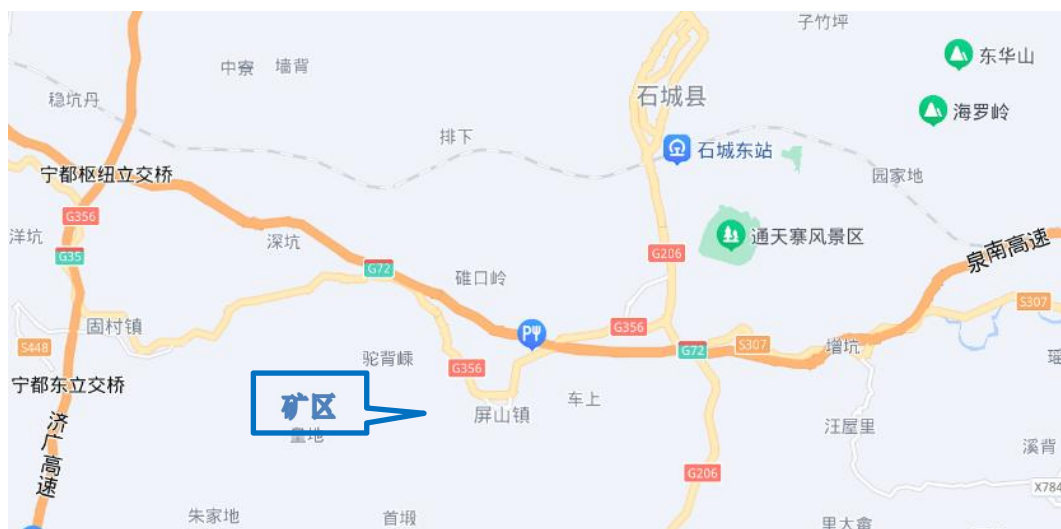 子竹坪
东华山
中寮
墙背
石城县
稳坑丹
海罗岭
排下
石城东站
宁都枢纽立交桥
园家地
G356
洋坑
深坑
通天寨风景区
泉南高速
G35
G72
碓口岭
G206
S307
固村镇
G356
S448
驼背嵊
G72
S307
增坑
瑶
宁都东立交桥
G356
矿区
车上
屏山镇
济广高速
汪屋里
溪背
G206
X784
朱家地
首塅